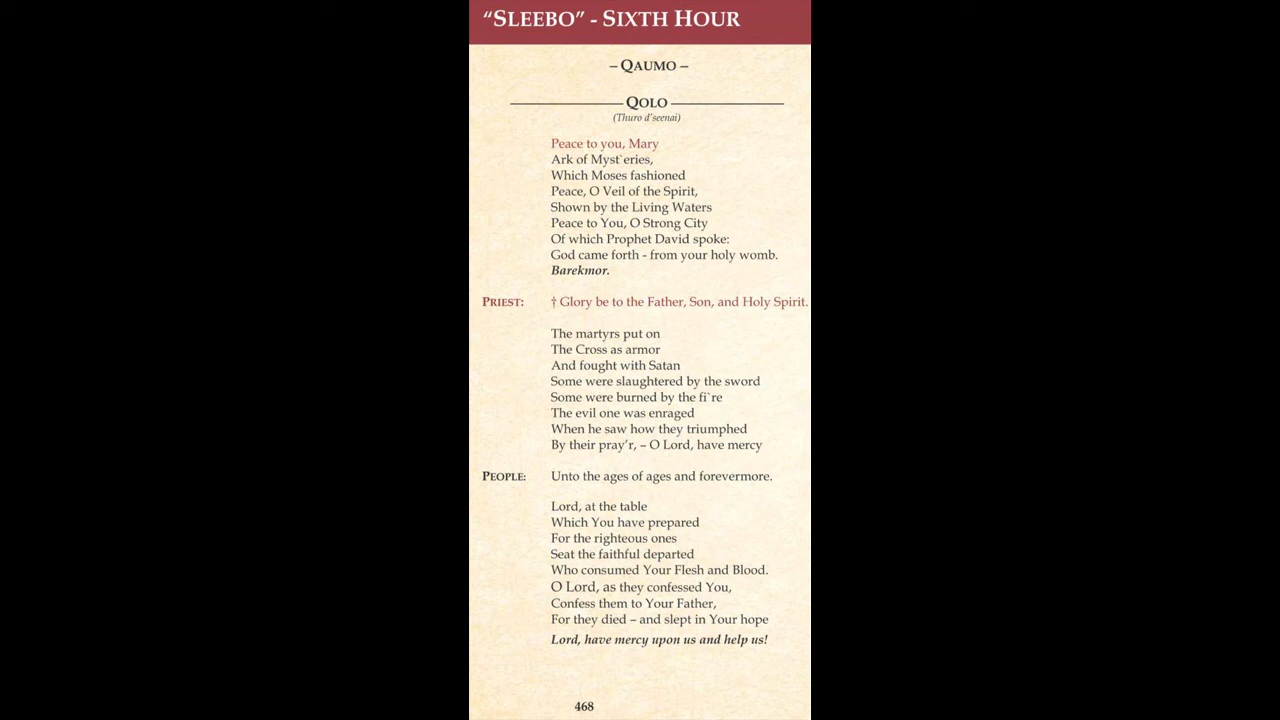 “SLEEBO” - SIXTH HOUR
– QAUMO –
QOLO
(Thuro d’seenai)
Peace to you, Mary
Ark of Myst`eries,
Which Moses fashioned
Peace, O Veil of the Spirit,
Shown by the Living Waters
Peace to You, O Strong City
Of which Prophet David spoke:
God came forth - from your holy womb.
Barekmor.
PRIEST: † Glory be to the Father, Son, and Holy Spirit.
The martyrs put on
The Cross as armor
And fought with Satan
Some were slaughtered by the sword
Some were burned by the fi`re
The evil one was enraged
When he saw how they triumphed
By their pray’r, – O Lord, have mercy
PEOPLE: Unto the ages of ages and forevermore.
Lord, at the table
Which You have prepared
For the righteous ones
Seat the faithful departed
Who consumed Your Flesh and Blood.
O Lord, as they confessed You,
Confess them to Your Father,
For they died – and slept in Your hope
Lord, have mercy upon us and help us!
468